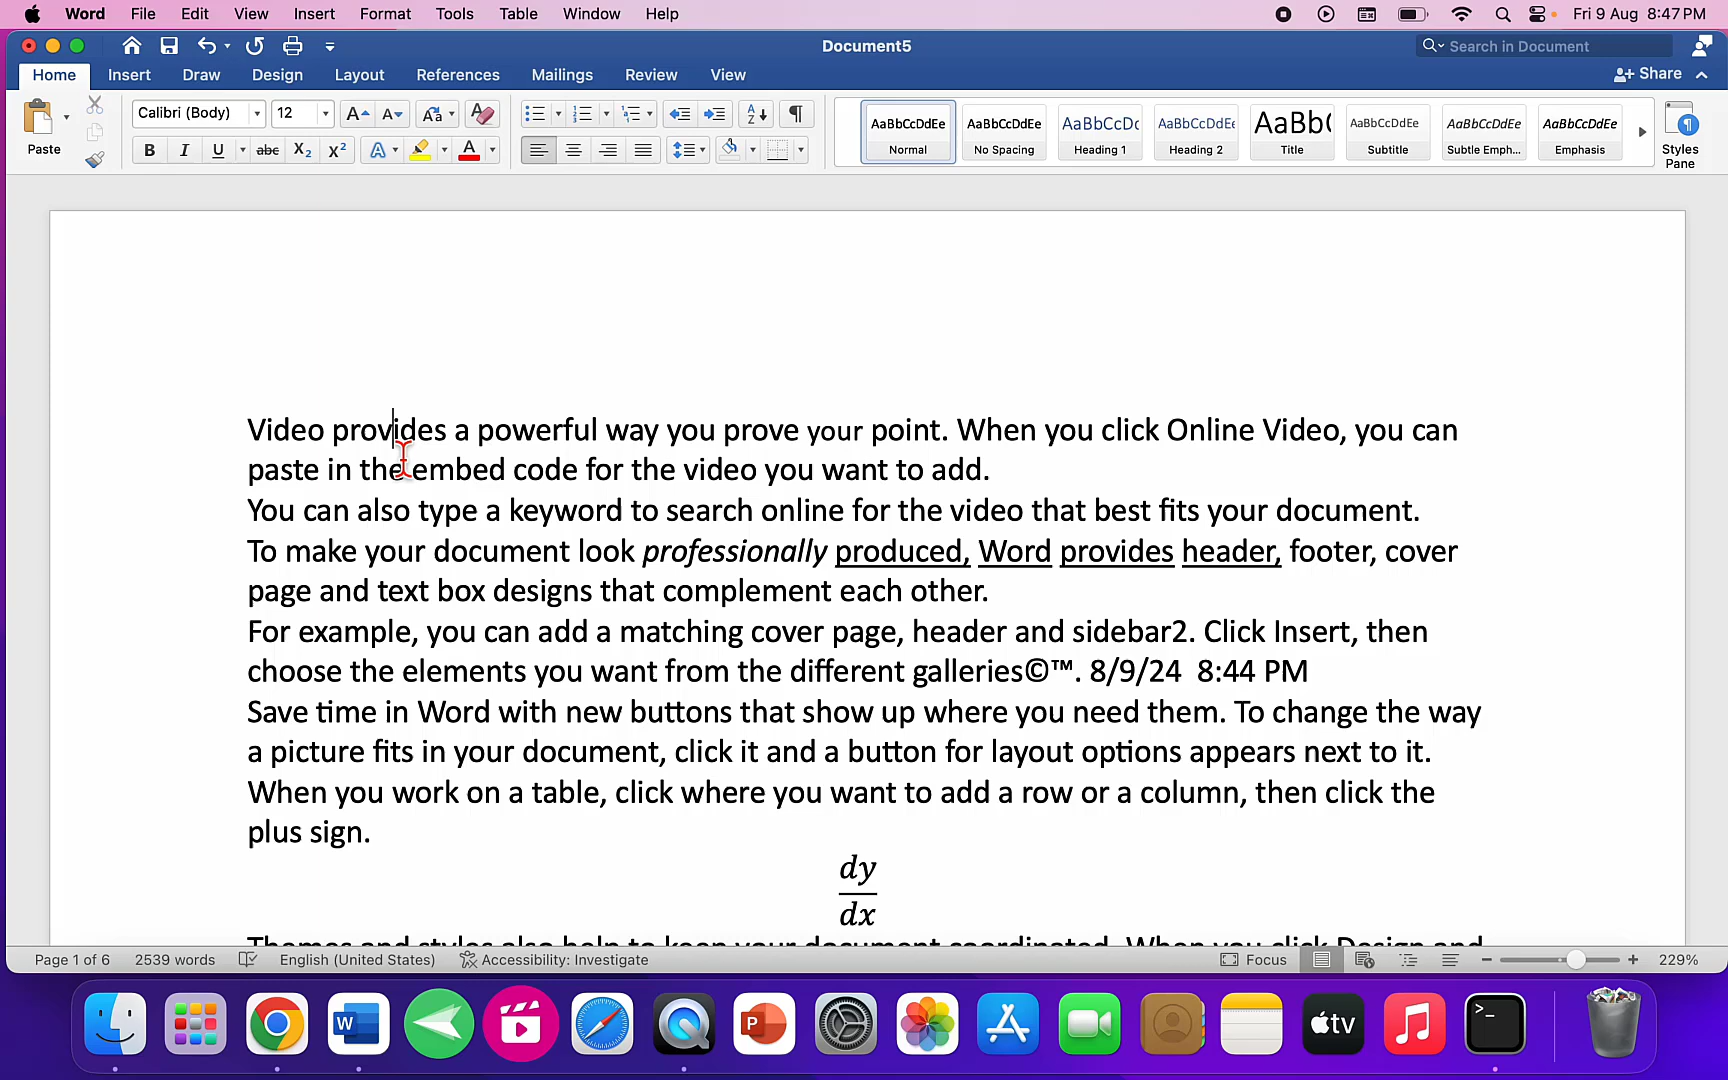 Word File Edit View Insert Format Tools Table Window Help Fri 9 Aug 8:47 PM
Document5 Search in Document
Home Insert Draw Design Layout References Mailings Review View Share
Calibri (Body) 12 A A Aa A
AaBbCcDdEe AaBbCcDdEe AaBbCcDc AaBbCcDdEe AaBb( AaBbCcDdEe AaBbCcDdEe AaBbCcDdEe
Paste B I U abc X₂ X² A A Normal No Spacing Heading 1 Heading 2 Title Subtitle Subtle Emph... Emphasis Styles
Pane
Video provides a powerful way you prove your point. When you click Online Video, you can
paste in the embed code for the video you want to add.
You can also type a keyword to search online for the video that best fits your document.
To make your document look professionally produced, Word provides header, footer, cover
page and text box designs that complement each other.
For example, you can add a matching cover page, header and sidebar2. Click Insert, then
choose the elements you want from the different galleries©™. 8/9/24 8:44 PM
Save time in Word with new buttons that show up where you need them. To change the way
a picture fits in your document, click it and a button for layout options appears next to it.
When you work on a table, click where you want to add a row or a column, then click the
plus sign.
dy
dx
Themes and styles also help to keep your document coordinated. When you click Design and
Page 1 of 6 2539 words English (United States) Accessibility: Investigate Focus 229%
W P tv >_